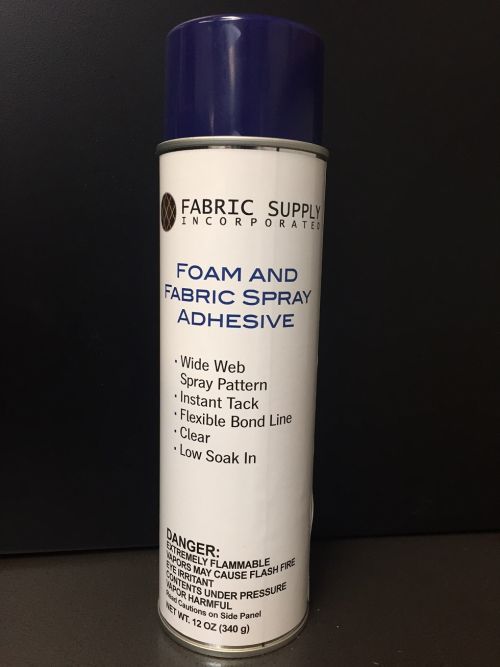 FABRIC SUPPLY
INCORPORATED
FOAM AND
FABRIC SPRAY
ADHESIVE
· Wide Web
Spray Pattern
· Instant Tack
· Flexible Bond Line
· Clear
· Low Soak In
DANGER:
EXTREMELY FLAMMABLE
VAPORS MAY CAUSE FLASH FIRE
EYE IRRITANT
CONTENTS UNDER PRESSURE
VAPOR HARMFUL
Read Cautions on Side Panel
NET WT. 12 OZ (340 g)